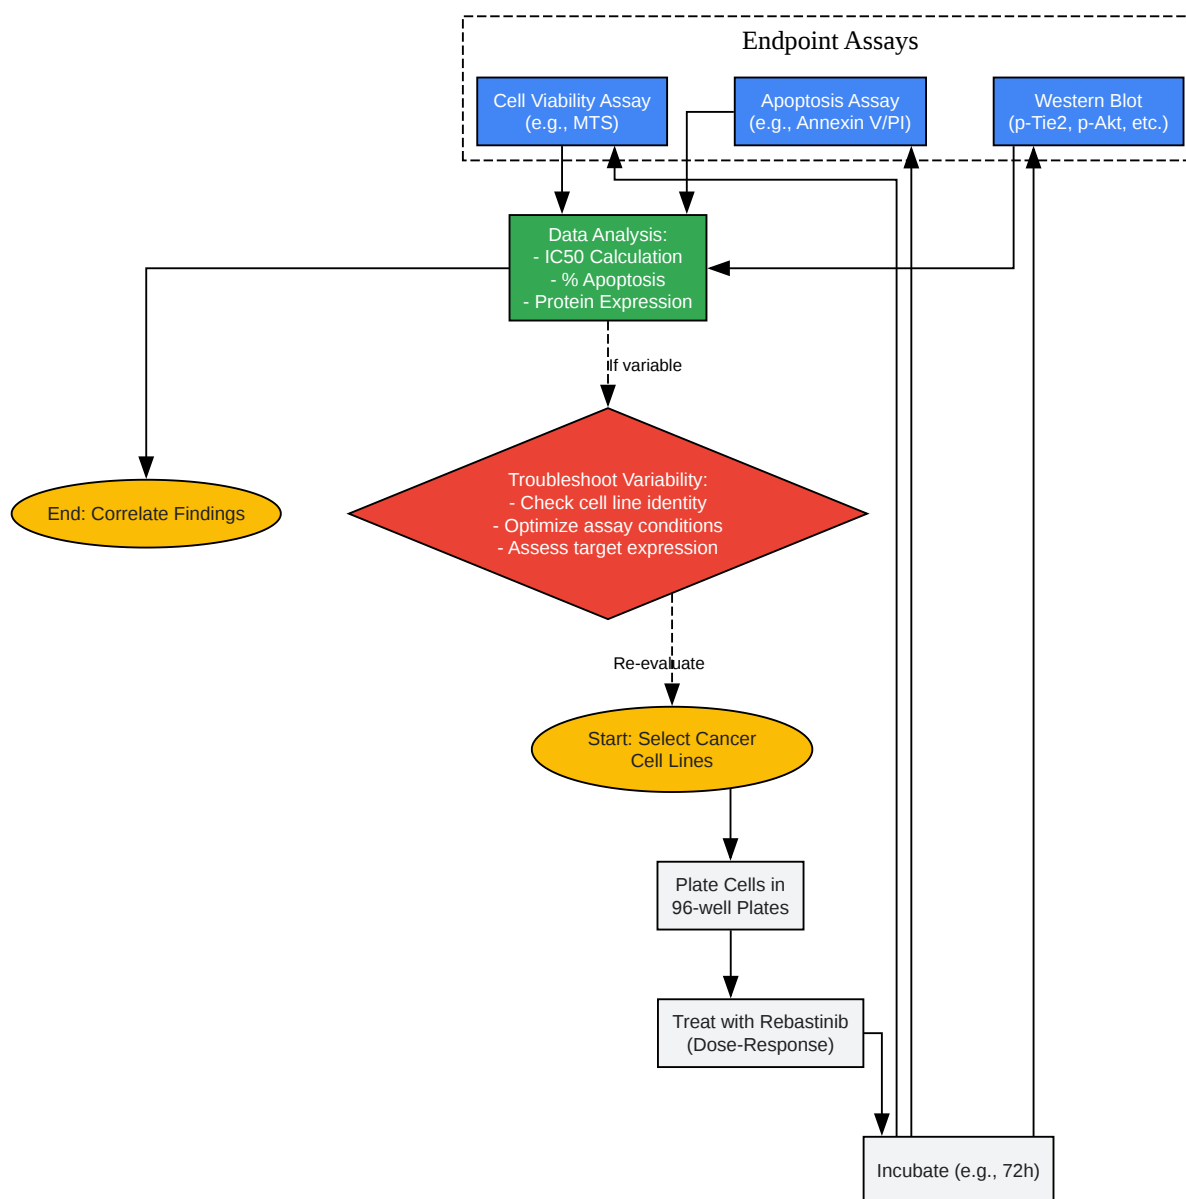 Endpoint Assays
Cell Viability Assay
(e.g., MTS)
Apoptosis Assay
(e.g., Annexin V/PI)
Western Blot
(p-Tie2, p-Akt, etc.)
Data Analysis:
- IC50 Calculation
- % Apoptosis
- Protein Expression
If variable
End: Correlate Findings
Troubleshoot Variability:
- Check cell line identity
- Optimize assay conditions
- Assess target expression
Re-evaluate
Start: Select Cancer
Cell Lines
Plate Cells in
96-well Plates
Treat with Rebastinib
(Dose-Response)
Incubate (e.g., 72h)